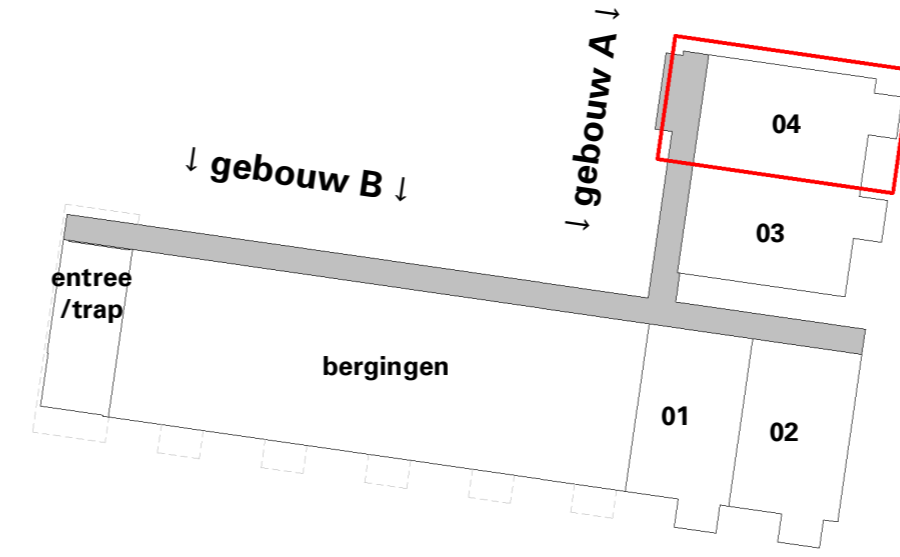 → gebouw A →
04
↓ gebouw B ↓
03
entree
/trap
bergingen
01
02